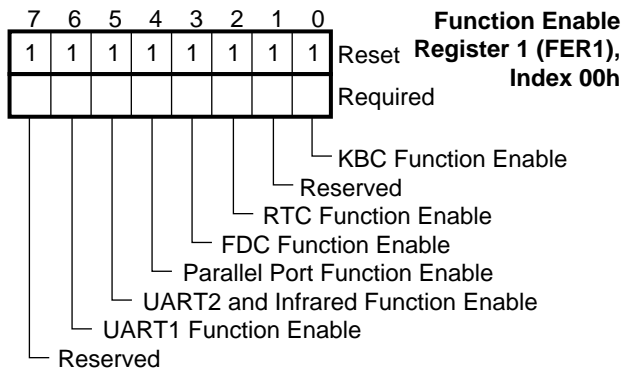 7 6 5 4 3 2 1 0
Function Enable
Register 1 (FER1),
Index 00h
1 1 1 1 1 1 1 1 Reset
Required
KBC Function Enable
Reserved
RTC Function Enable
FDC Function Enable
Parallel Port Function Enable
UART2 and Infrared Function Enable
UART1 Function Enable
Reserved